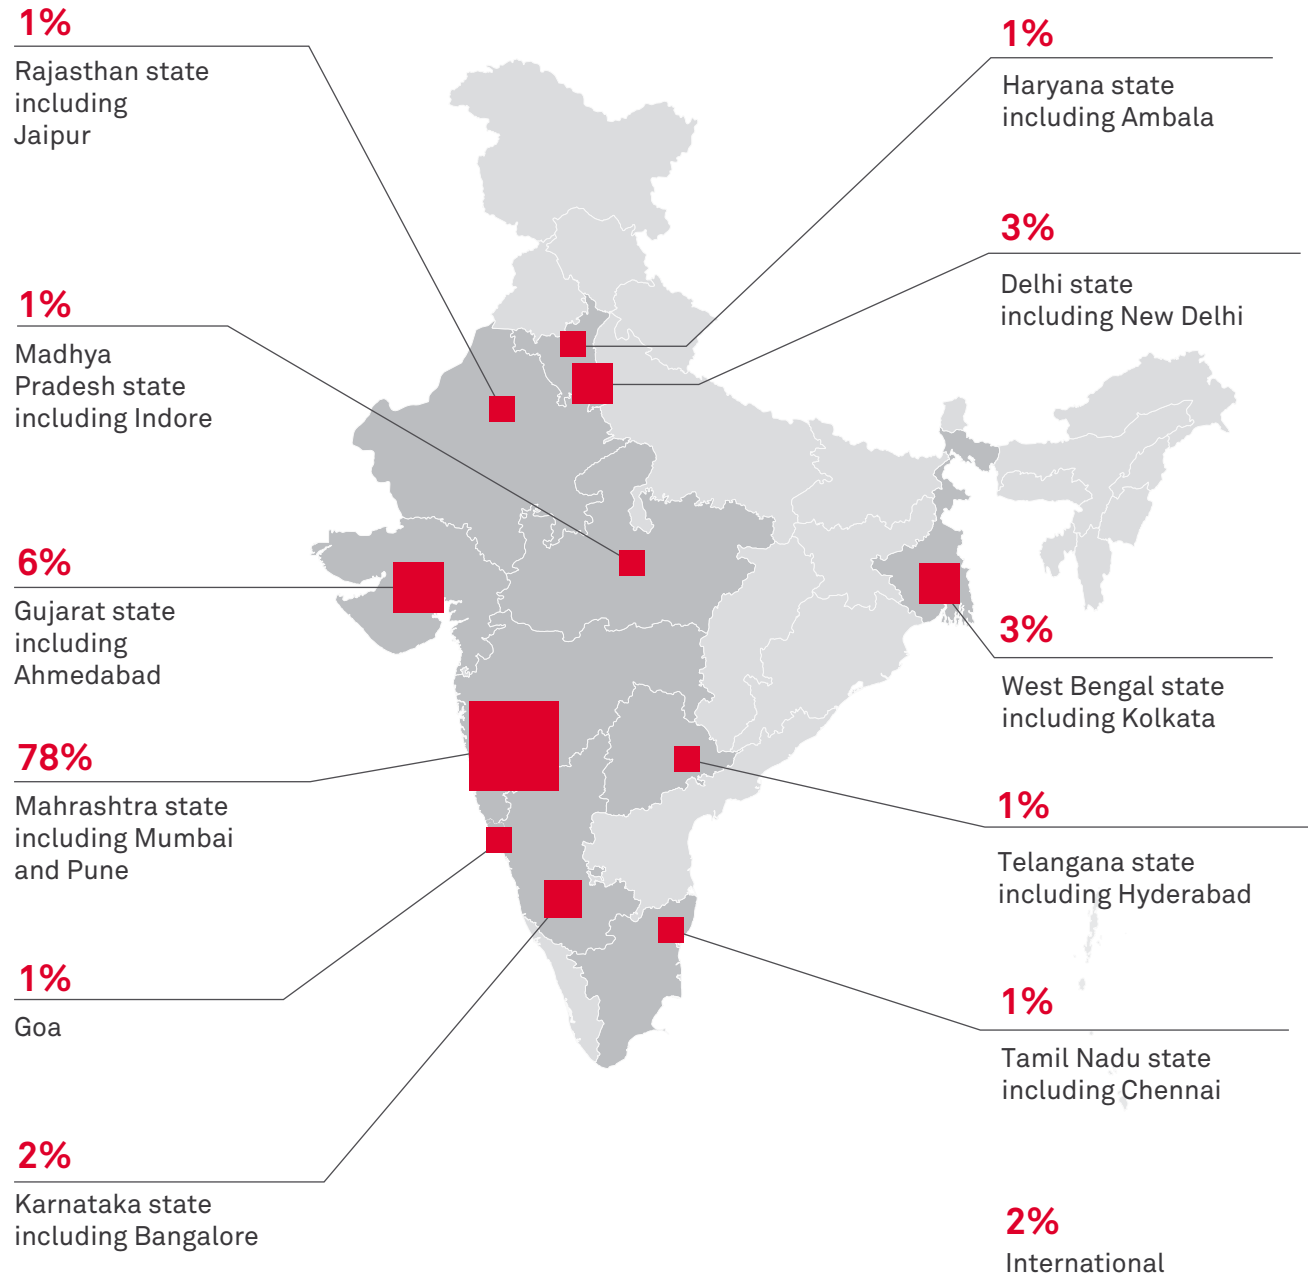 1%
Rajasthan state
including
Jaipur
1%
Madhya
Pradesh state
including Indore
6%
Gujarat state
including
Ahmedabad
78%
Mahrashtra state
including Mumbai
and Pune
1%
Goa
2%
Karnataka state
including Bangalore
1%
Haryana state
including Ambala
3%
Delhi state
including New Delhi
3%
West Bengal state
including Kolkata
1%
Telangana state
including Hyderabad
1%
Tamil Nadu state
including Chennai
2%
International